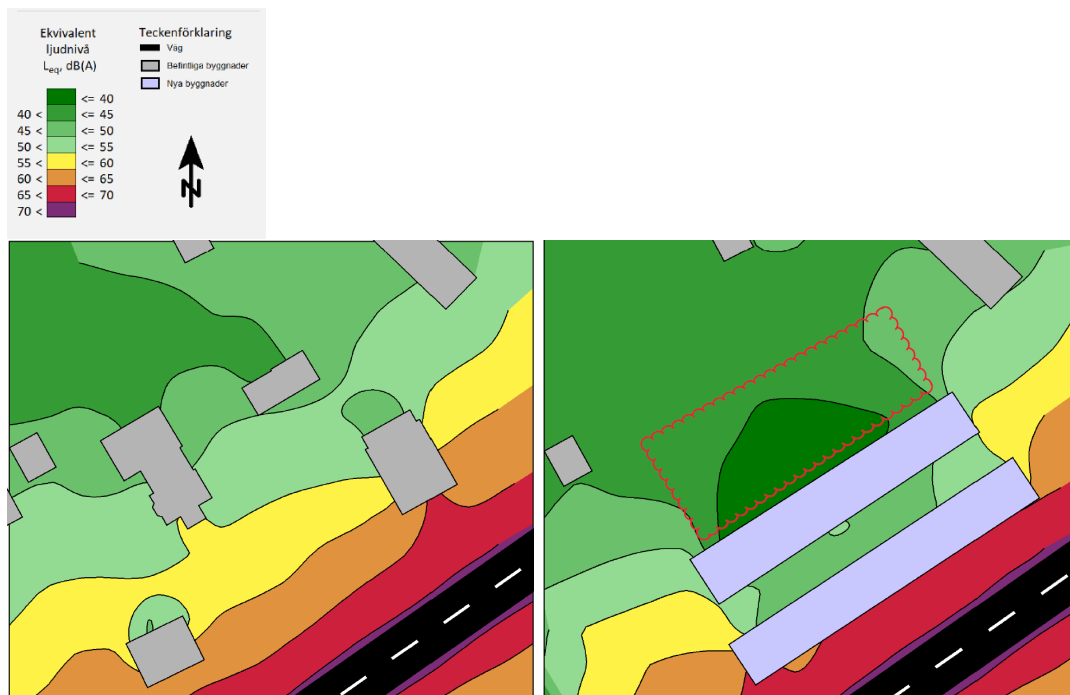 Ekvivalent
ljudnivå
Leq, dB(A)
<= 40
40 < <= 45
45 < <= 50
50 < <= 55
55 < <= 60
60 < <= 65
65 < <= 70
70 <
Teckenförklaring
Väg
Befintliga byggnader
Nya byggnader
N